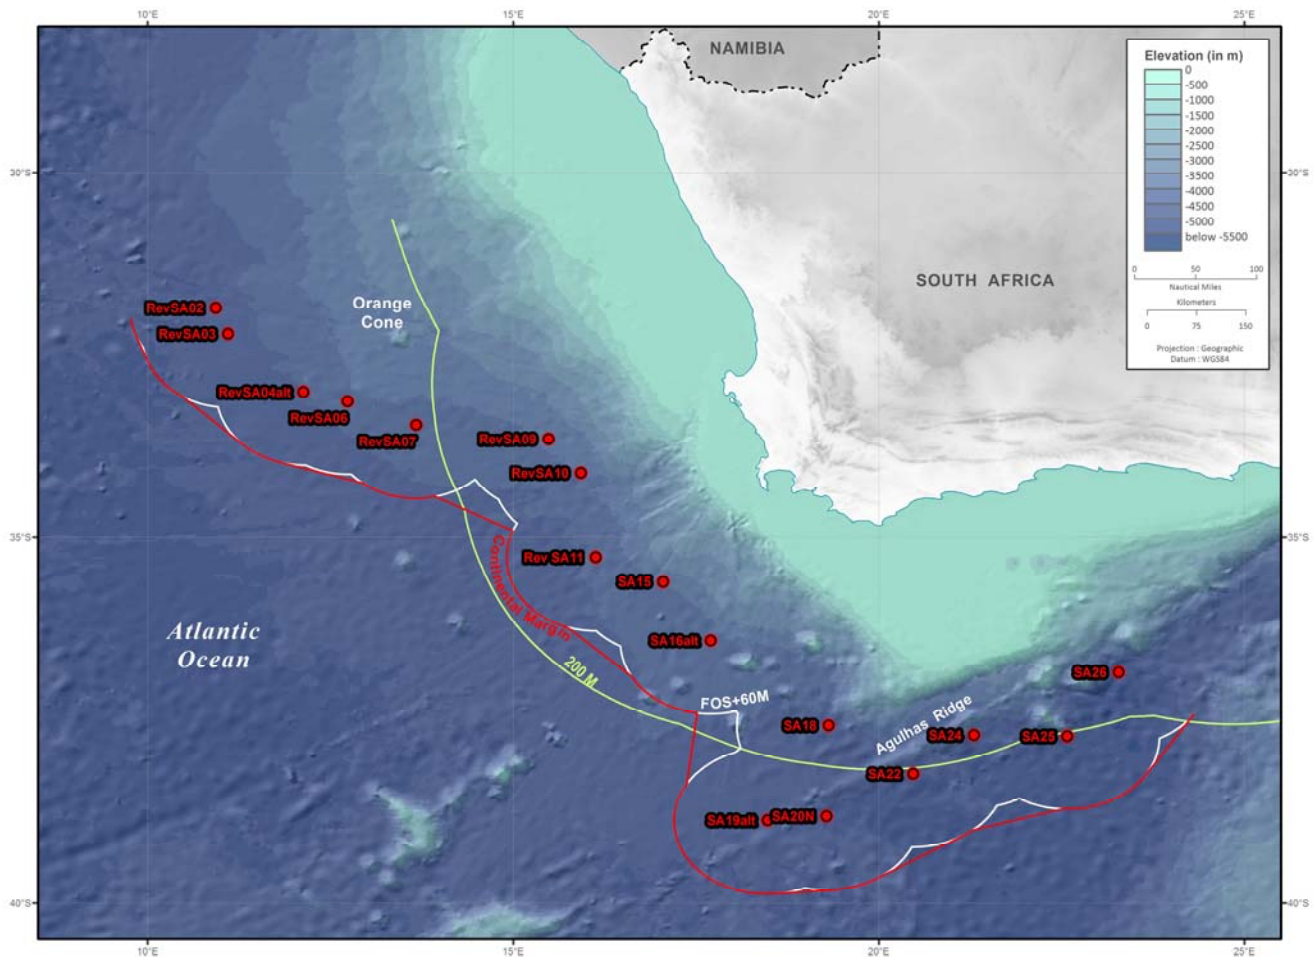 10°E
15°E
20°E
25°E
NAMIBIA
Elevation (in m)
0
-500
-1000
-1500
-2000
-2500
-3000
-3500
-4000
-4500
-5000
below -5500
0 50 100
Nautical Miles
Kilometers
0 75 150
Projection : Geographic
Datum : WGS84
30°S
30°S
SOUTH AFRICA
Orange
Cone
RevSA02
RevSA03
RevSA04alt
RevSA06
RevSA07
RevSA09
RevSA10
35°S
35°S
Rev SA11
Continental Margin
SA15
SA16alt
Atlantic
Ocean
200 M
FOS+60M
SA26
SA18
Agulhas Ridge
SA24
SA25
SA22
SA19alt
SA20N
40°S
40°S
10°E
15°E
20°E
25°E